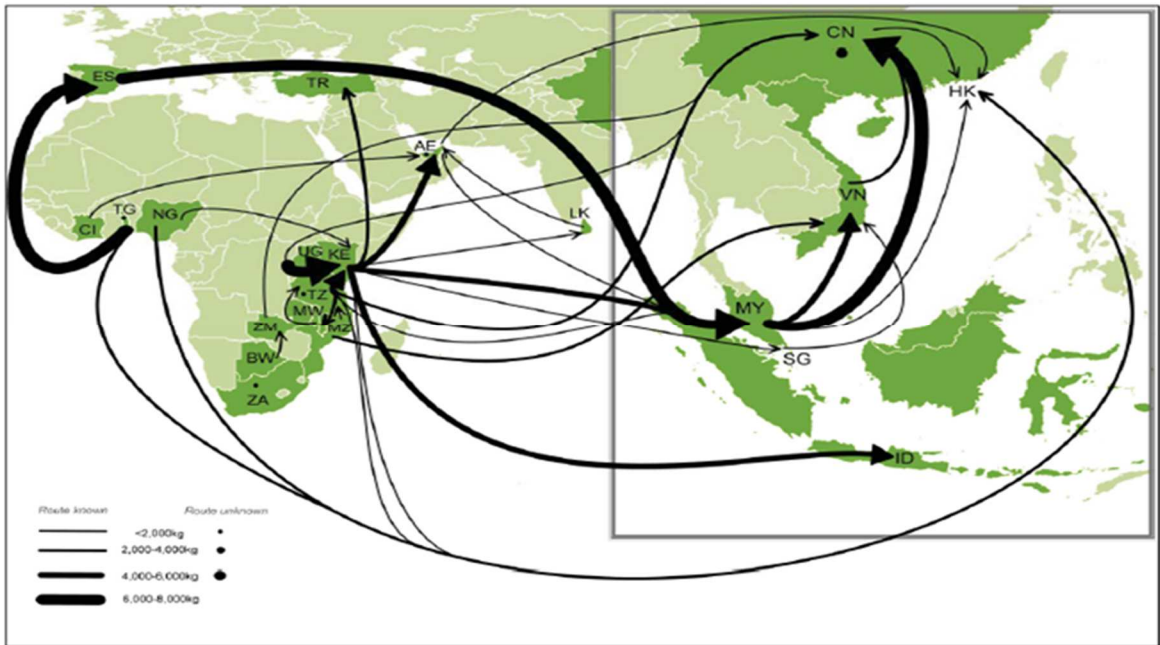 CN
ES
TR
HK
AE
VN
TG
NG
LK
CI
UG
KE
TZ
MY
MW
ZM
MZ
BW
SG
ZA
ID
Route known Route unknown
<2,000kg
2,000-4,000kg
4,000-6,000kg
6,000-8,000kg